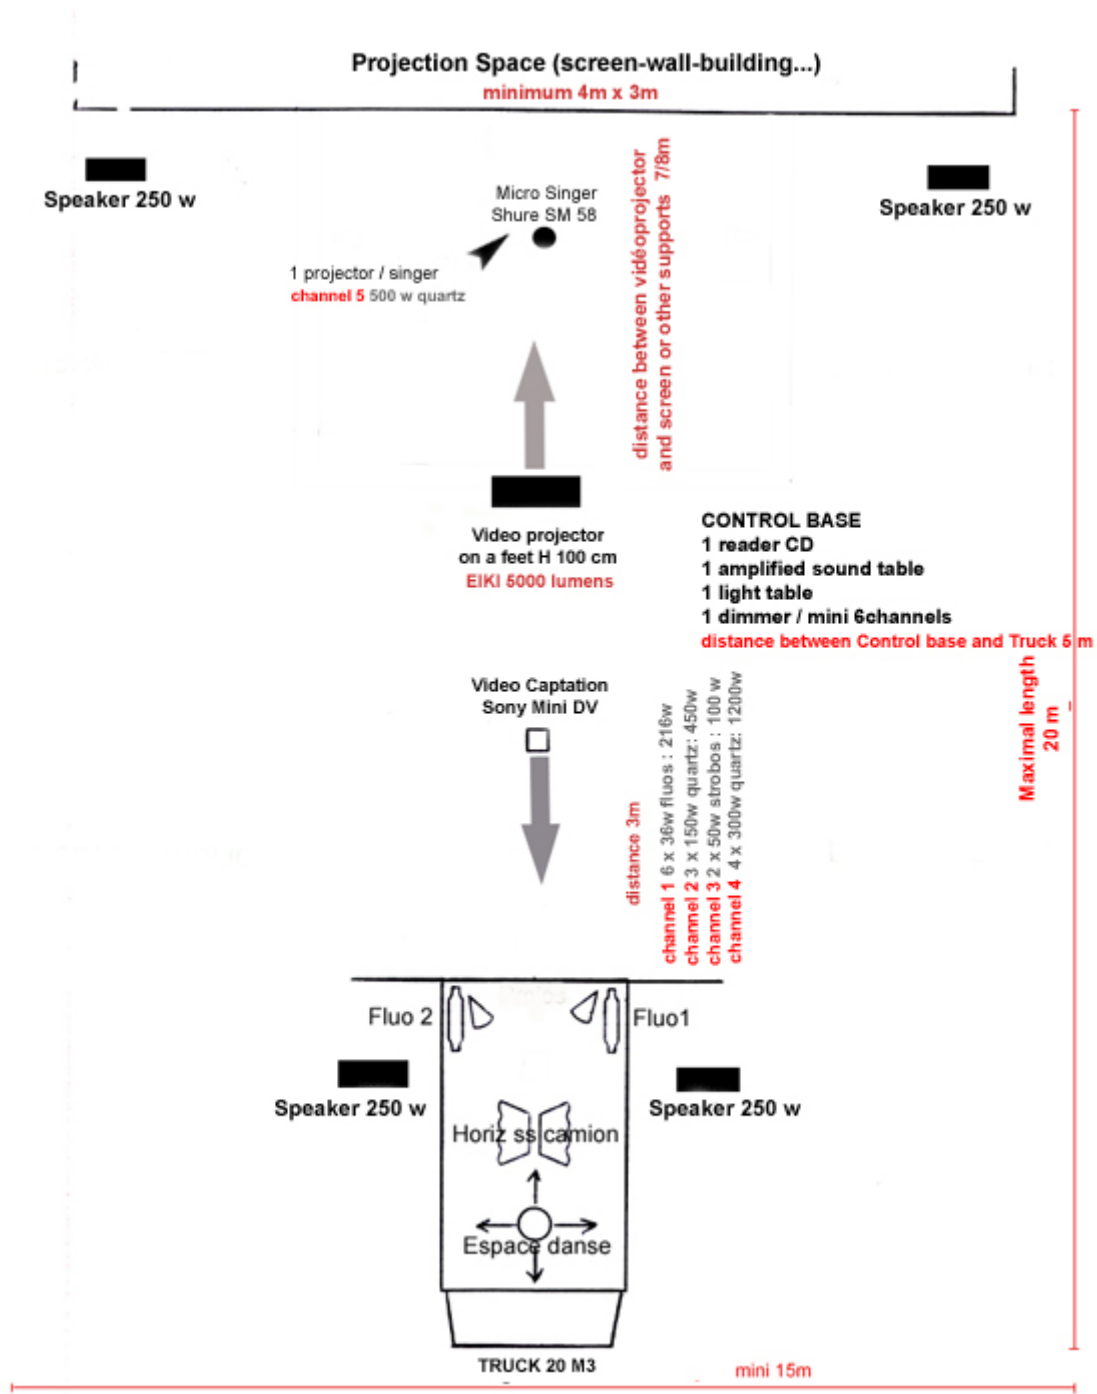 Projection Space (screen-wall-building...)
minimum 4m x 3m
Speaker 250 w
Micro Singer
Shure SM 58
Speaker 250 w
1 projector / singer
channel 5 500 w quartz
distance between vidéoprojector
and screen or other supports 7/8m
Video projector
on a feet H 100 cm
EIKI 5000 lumens
CONTROL BASE
1 reader CD
1 amplified sound table
1 light table
1 dimmer / mini 6channels
distance between Control base and Truck 5 m
Maximal length
20 m
Video Captation
Sony Mini DV
distance 3m
channel 1 6 x 36w fluos : 216w
channel 2 3 x 150w quartz: 450w
channel 3 2 x 50w strobos : 100 w
channel 4 4 x 300w quartz: 1200w
Fluo 2
Fluo1
Speaker 250 w
Speaker 250 w
Horiz ss camion
Espace danse
TRUCK 20 M3
mini 15m